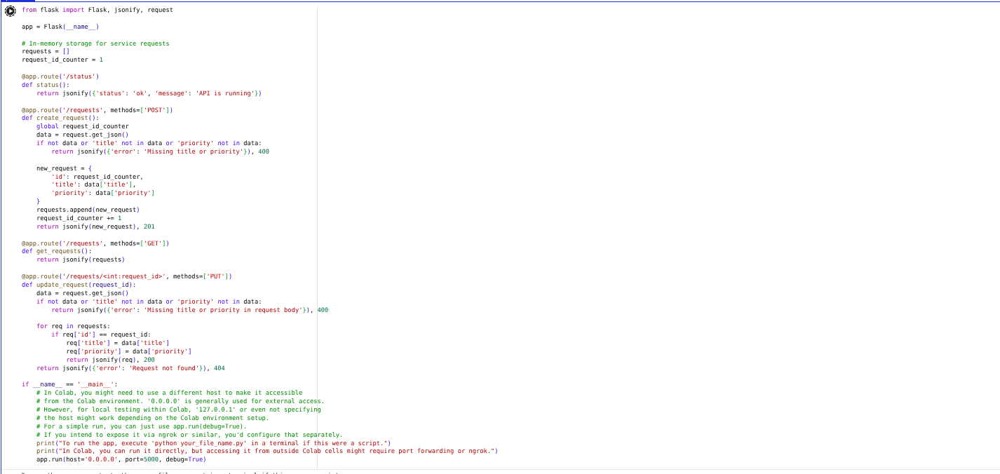 from flask import Flask, jsonify, request
app = Flask(__name__)
# In-memory storage for service requests
requests = []
request_id_counter = 1
@app.route('/status')
def status():
    return jsonify({'status': 'ok', 'message': 'API is running'})
@app.route('/requests', methods=['POST'])
def create_request():
    global request_id_counter
    data = request.get_json()
    if not data or 'title' not in data or 'priority' not in data:
        return jsonify({'error': 'Missing title or priority'}), 400
    new_request = {
        'id': request_id_counter,
        'title': data['title'],
        'priority': data['priority']
    }
    requests.append(new_request)
    request_id_counter += 1
    return jsonify(new_request), 201
@app.route('/requests', methods=['GET'])
def get_requests():
    return jsonify(requests)
@app.route('/requests/<int:request_id>', methods=['PUT'])
def update_request(request_id):
    data = request.get_json()
    if not data or 'title' not in data or 'priority' not in data:
        return jsonify({'error': 'Missing title or priority in request body'}), 400
    for req in requests:
        if req['id'] == request_id:
            req['title'] = data['title']
            req['priority'] = data['priority']
            return jsonify(req), 200
    return jsonify({'error': 'Request not found'}), 404
if __name__ == '__main__':
    # In Colab, you might need to use a different host to make it accessible
    # from the Colab environment. '0.0.0.0' is generally used for external access.
    # However, for local testing within Colab, '127.0.0.1' or even not specifying
    # the host might work depending on the Colab environment setup.
    # For a simple run, you can just use app.run(debug=True).
    # If you intend to expose it via ngrok or similar, you'd configure that separately.
    print("To run the app, execute 'python your_file_name.py' in a terminal if this were a script.")
    print("In Colab, you can run it directly, but accessing it from outside Colab cells might require port forwarding or ngrok.")
    app.run(host='0.0.0.0', port=5000, debug=True)